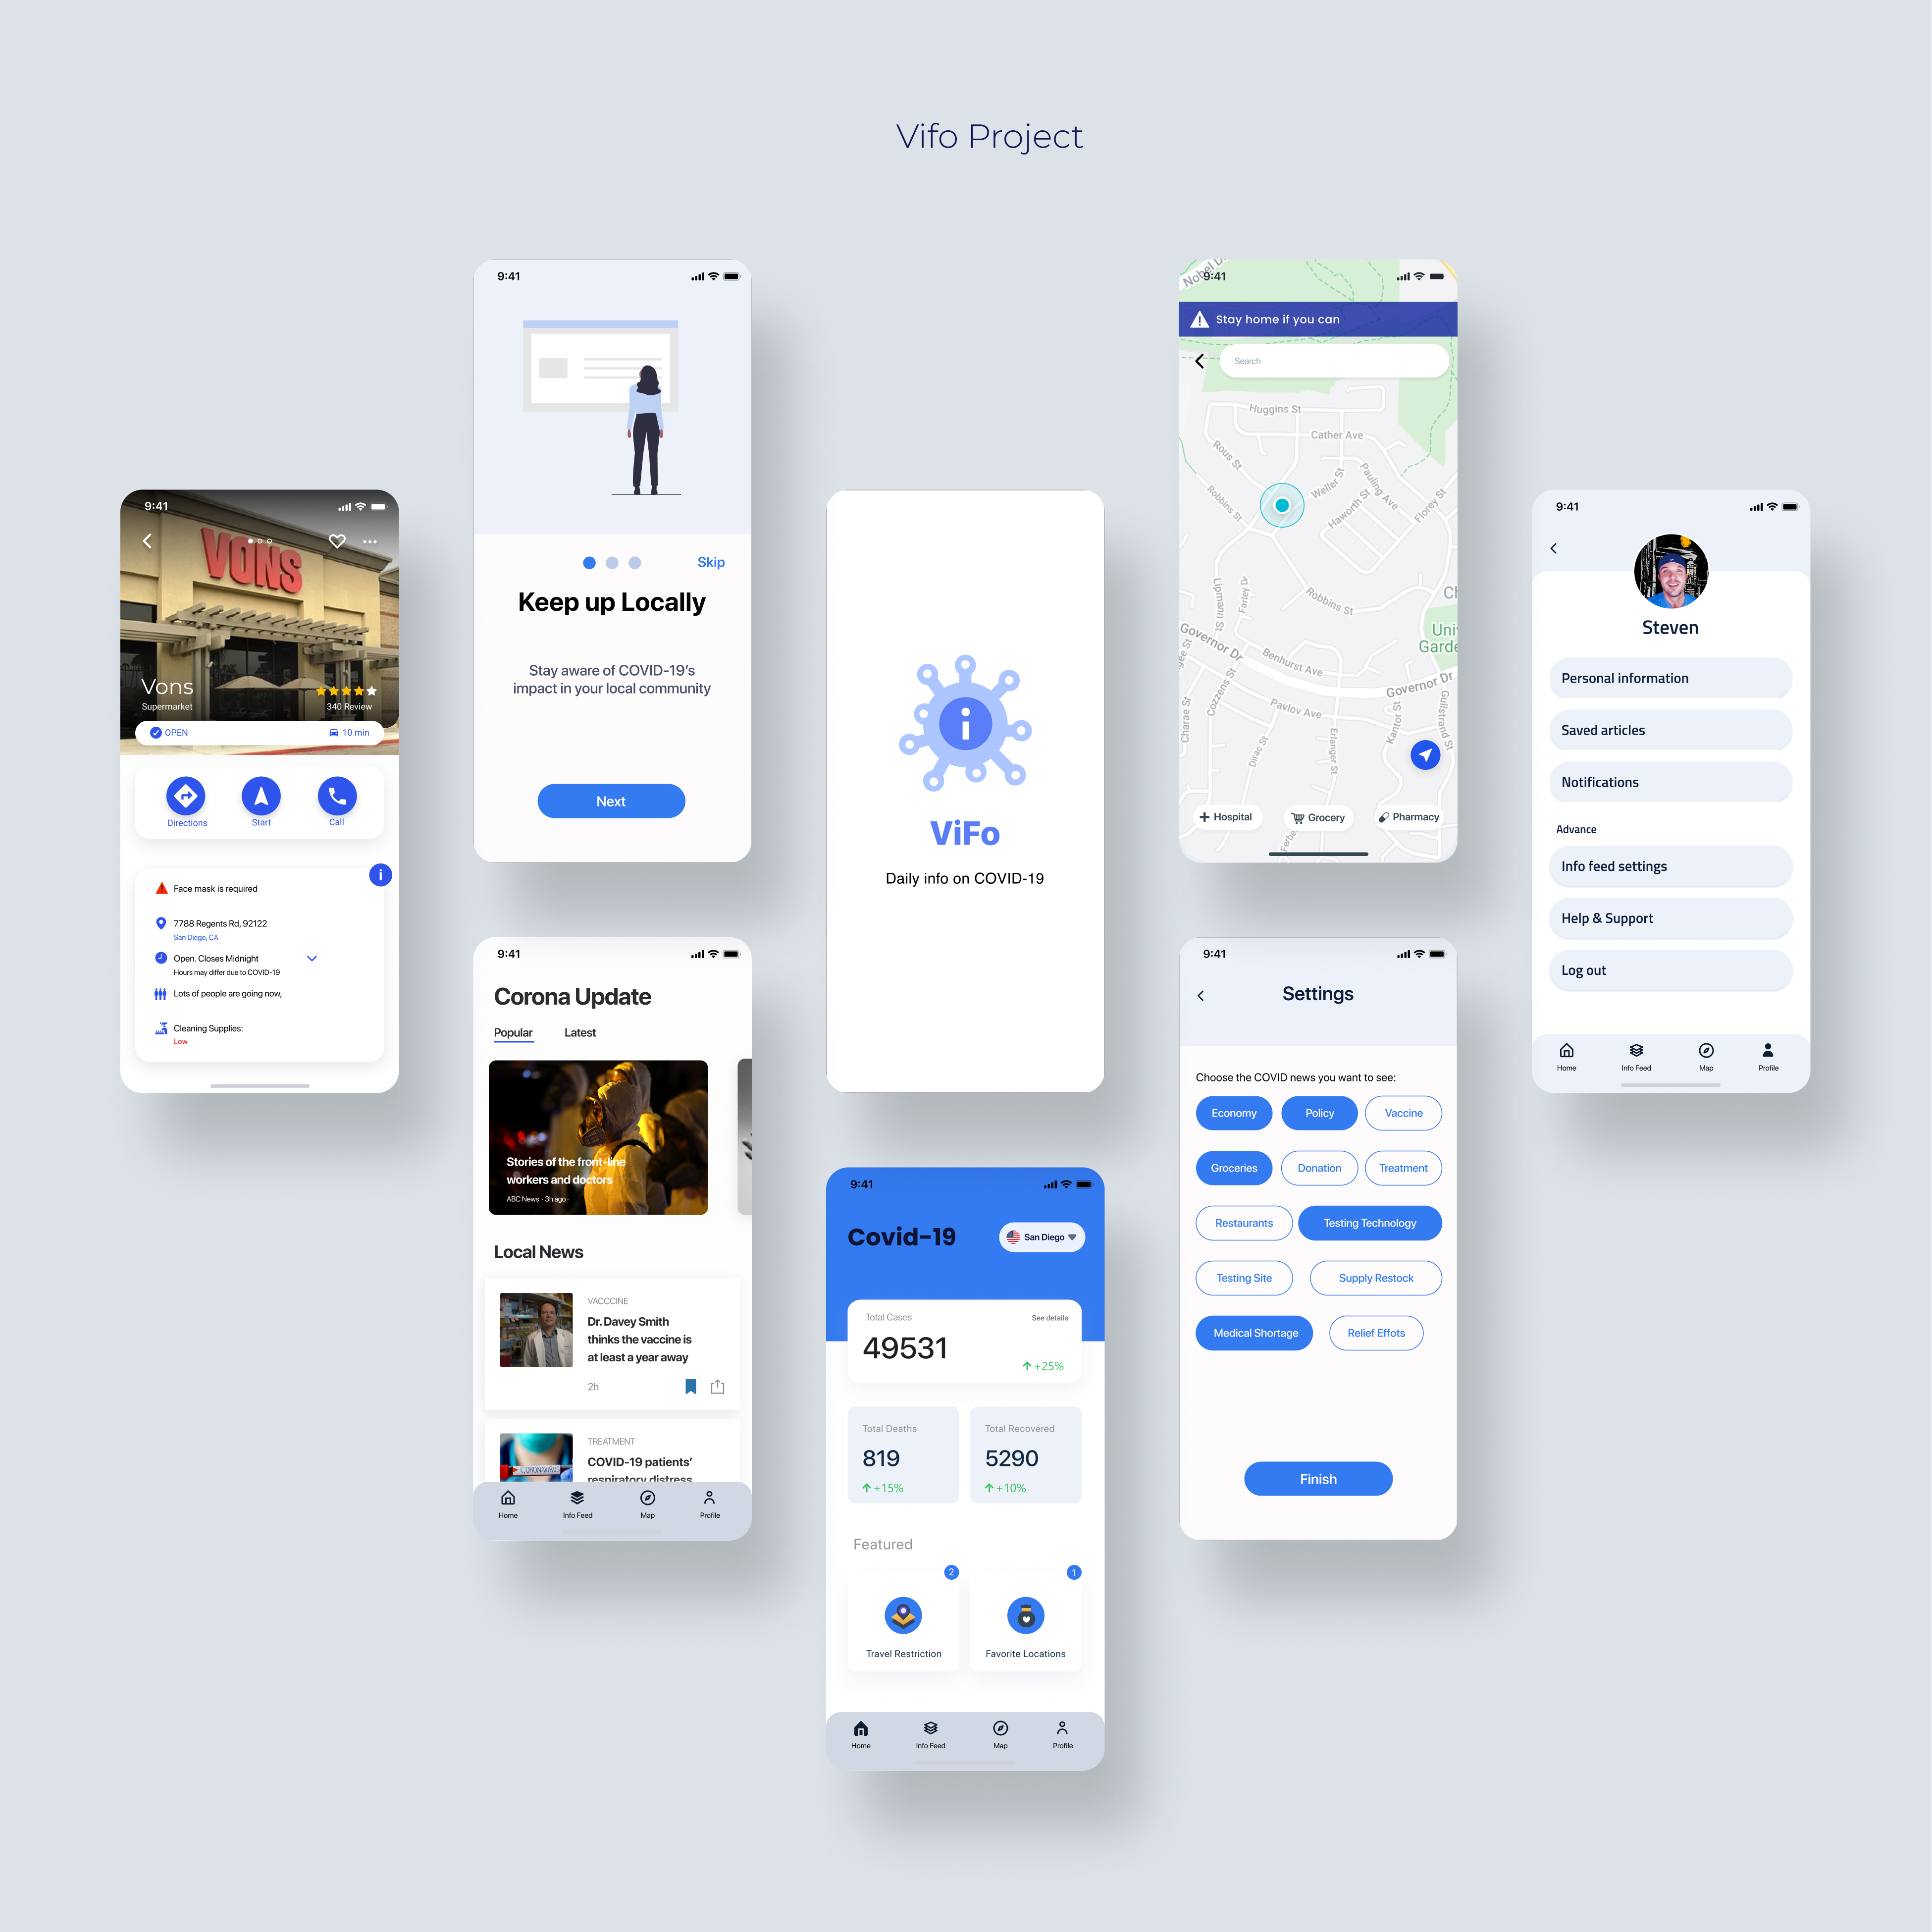 Vifo Project
9:41
VONS
Vons
Supermarket
340 Review
OPEN
10 min
Directions
Start
Call
i
Face mask is required
7788 Regents Rd, 92122
San Diego, CA
Open. Closes Midnight
Hours may differ due to COVID-19
Lots of people are going now,
Cleaning Supplies:
Low
9:41
Skip
Keep up Locally
Stay aware of COVID-19's
impact in your local community
Next
9:41
Corona Update
Popular
Latest
Stories of the front-line
workers and doctors
ABC News · 3h ago ·
Local News
VACCCINE
Dr. Davey Smith
thinks the vaccine is
at least a year away
2h
TREATMENT
CORONAVIRUS
COVID-19 patients'
respiratory distress
Home
Info Feed
Map
Profile
i
ViFo
Daily info on COVID-19
9:41
Covid-19
San Diego
Total Cases
See details
49531
+25%
Total Deaths
819
+15%
Total Recovered
5290
+10%
Featured
2
Travel Restriction
1
Favorite Locations
Home
Info Feed
Map
Profile
Nobel D
9:41
Stay home if you can
Search
Huggins St
Cather Ave
Rous St
Pauling Ave
Weller St
Robbins St
Haworth St
Florey St
Lipmann St
Farley D
Robbins St
Governor Dr
Uni
Garde
Benhurst Ave
Governor Dr
Cozzens St
Pavlov Ave
Charae St
Kantor St
Gullstrand St
Dirac St
Erlanger St
Hospital
Grocery
Pharmacy
9:41
Settings
Choose the COVID news you want to see:
Economy
Policy
Vaccine
Groceries
Donation
Treatment
Restaurants
Testing Technology
Testing Site
Supply Restock
Medical Shortage
Relief Effots
Finish
9:41
Steven
Personal information
Saved articles
Notifications
Advance
Info feed settings
Help & Support
Log out
Home
Info Feed
Map
Profile